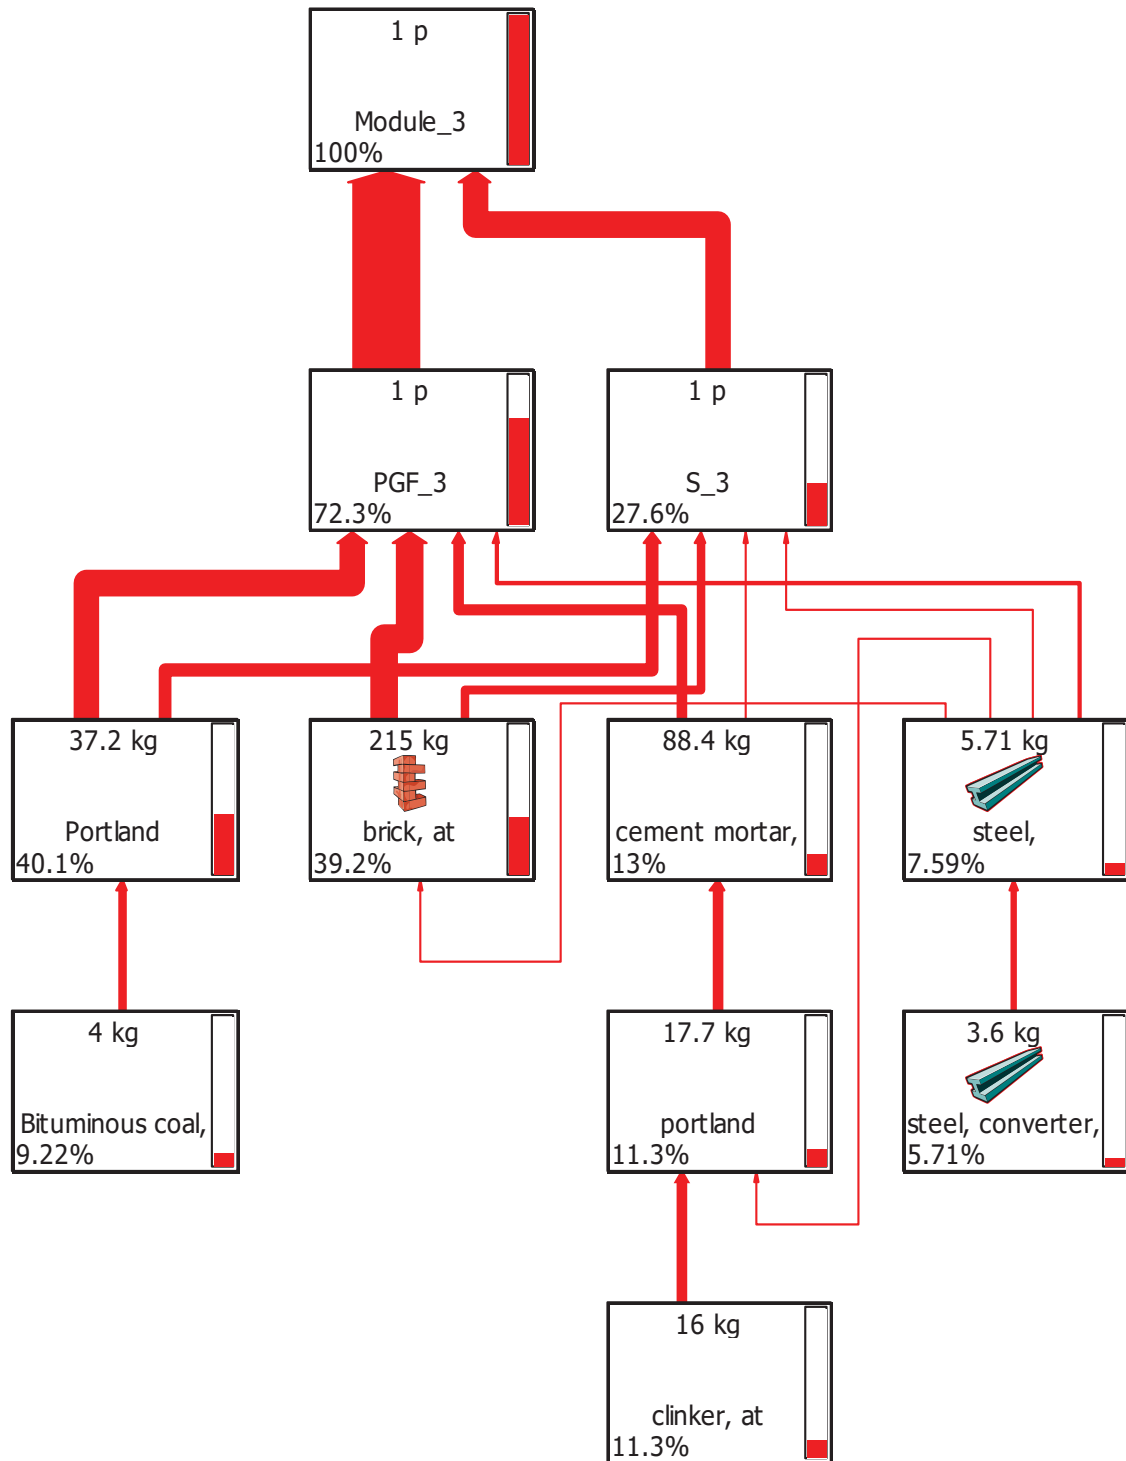 1 p
Module_3
100%
1 p
PGF_3
72.3%
1 p
S_3
27.6%
37.2 kg
Portland
40.1%
215 kg
brick, at
39.2%
88.4 kg
cement mortar,
13%
5.71 kg
steel,
7.59%
4 kg
Bituminous coal,
9.22%
17.7 kg
portland
11.3%
3.6 kg
steel, converter,
5.71%
16 kg
clinker, at
11.3%